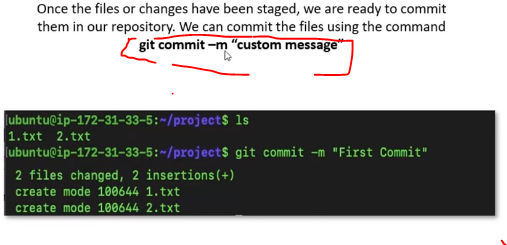 Once the files or changes have been staged, we are ready to commit
them in our repository. We can commit the files using the command
git commit –m “custom message”
ubuntu@ip-172-31-33-5:~/project$ ls
1.txt  2.txt
ubuntu@ip-172-31-33-5:~/project$ git commit -m "First Commit"
2 files changed, 2 insertions(+)
create mode 100644 1.txt
create mode 100644 2.txt